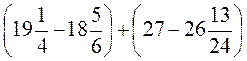 (19 1/4 − 18 5/6) + (27 − 26 13/24)